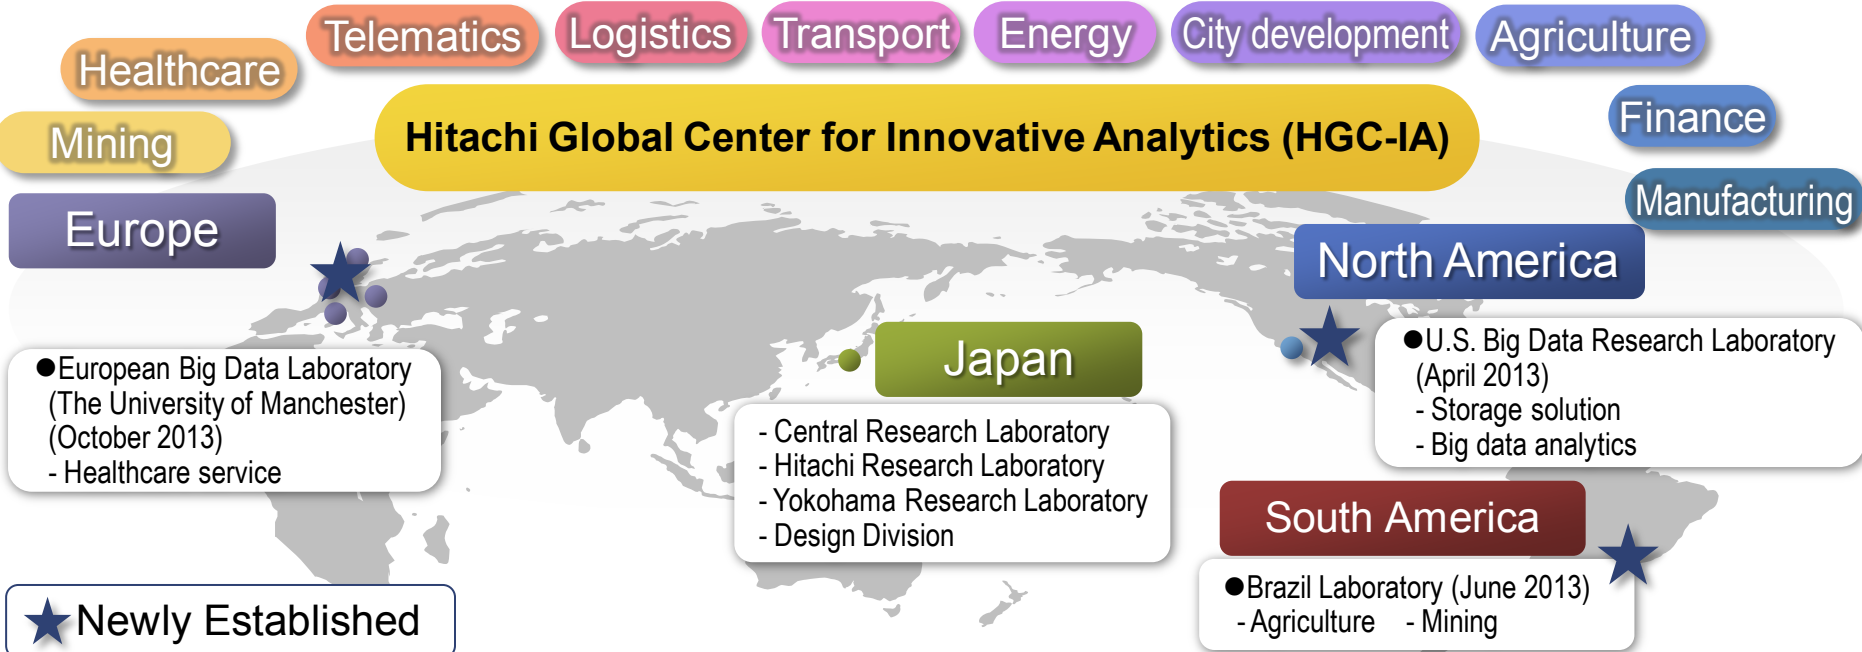 Telematics
Logistics
Transport
Energy
City development
Agriculture
Healthcare
Finance
Mining
Hitachi Global Center for Innovative Analytics (HGC-IA)
Manufacturing
Europe
North America
Japan
●European Big Data Laboratory
(The University of Manchester)
(October 2013)
- Healthcare service
- Central Research Laboratory
- Hitachi Research Laboratory
- Yokohama Research Laboratory
- Design Division
●U.S. Big Data Research Laboratory
(April 2013)
- Storage solution
- Big data analytics
South America
●Brazil Laboratory (June 2013)
- Agriculture - Mining
Newly Established